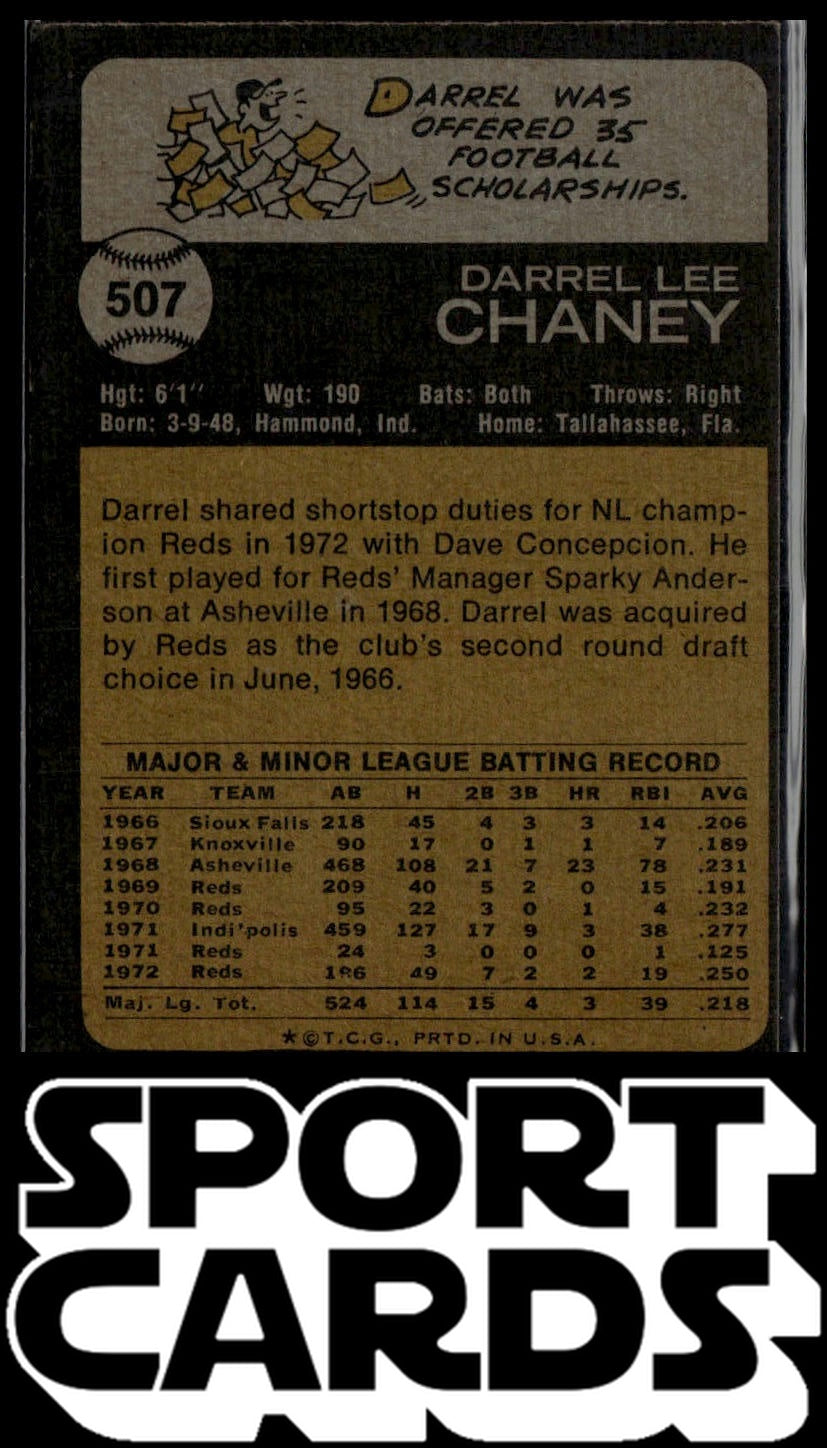 DARREL WAS
OFFERED 35
FOOTBALL
SCHOLARSHIPS.
507
DARREL LEE
CHANEY
Hgt: 6'1" Wgt: 190 Bats: Both Throws: Right
Born: 3-9-48, Hammond, Ind. Home: Tallahassee, Fla.
Darrel shared shortstop duties for NL champ-
ion Reds in 1972 with Dave Concepcion. He
first played for Reds' Manager Sparky Ander-
son at Asheville in 1968. Darrel was acquired
by Reds as the club's second round draft
choice in June, 1966.
MAJOR & MINOR LEAGUE BATTING RECORD
YEAR TEAM AB H 2B 3B HR RBI AVG
1966 Sioux Falls 218 45 4 3 3 14 .206
1967 Knoxville 90 17 0 1 1 7 .189
1968 Asheville 468 108 21 7 23 78 .231
1969 Reds 209 40 5 2 0 15 .191
1970 Reds 95 22 3 0 1 4 .232
1971 Indi'polis 459 127 17 9 3 38 .277
1971 Reds 24 3 0 0 0 1 .125
1972 Reds 196 49 7 2 2 19 .250
Maj. Lg. Tot. 524 114 15 4 3 39 .218
★©T.C.G., PRTD. IN U.S.A.
SPORT
CARDS